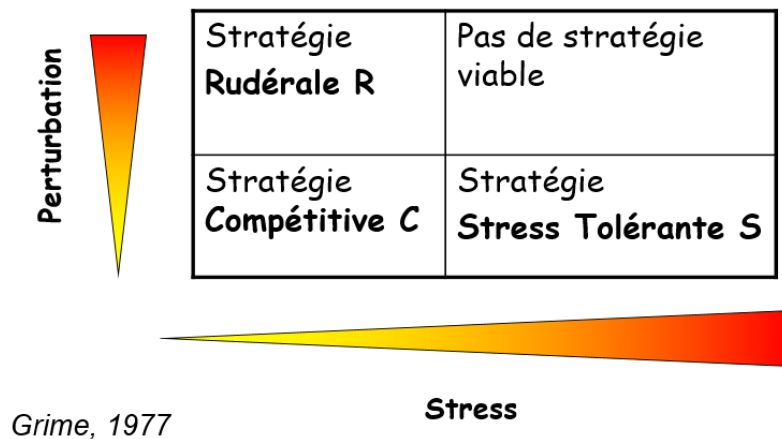 Perturbation
Stratégie
Rudérale R
Pas de stratégie
viable
Stratégie
Compétitive C
Stratégie
Stress Tolérante S
Stress
Grime, 1977